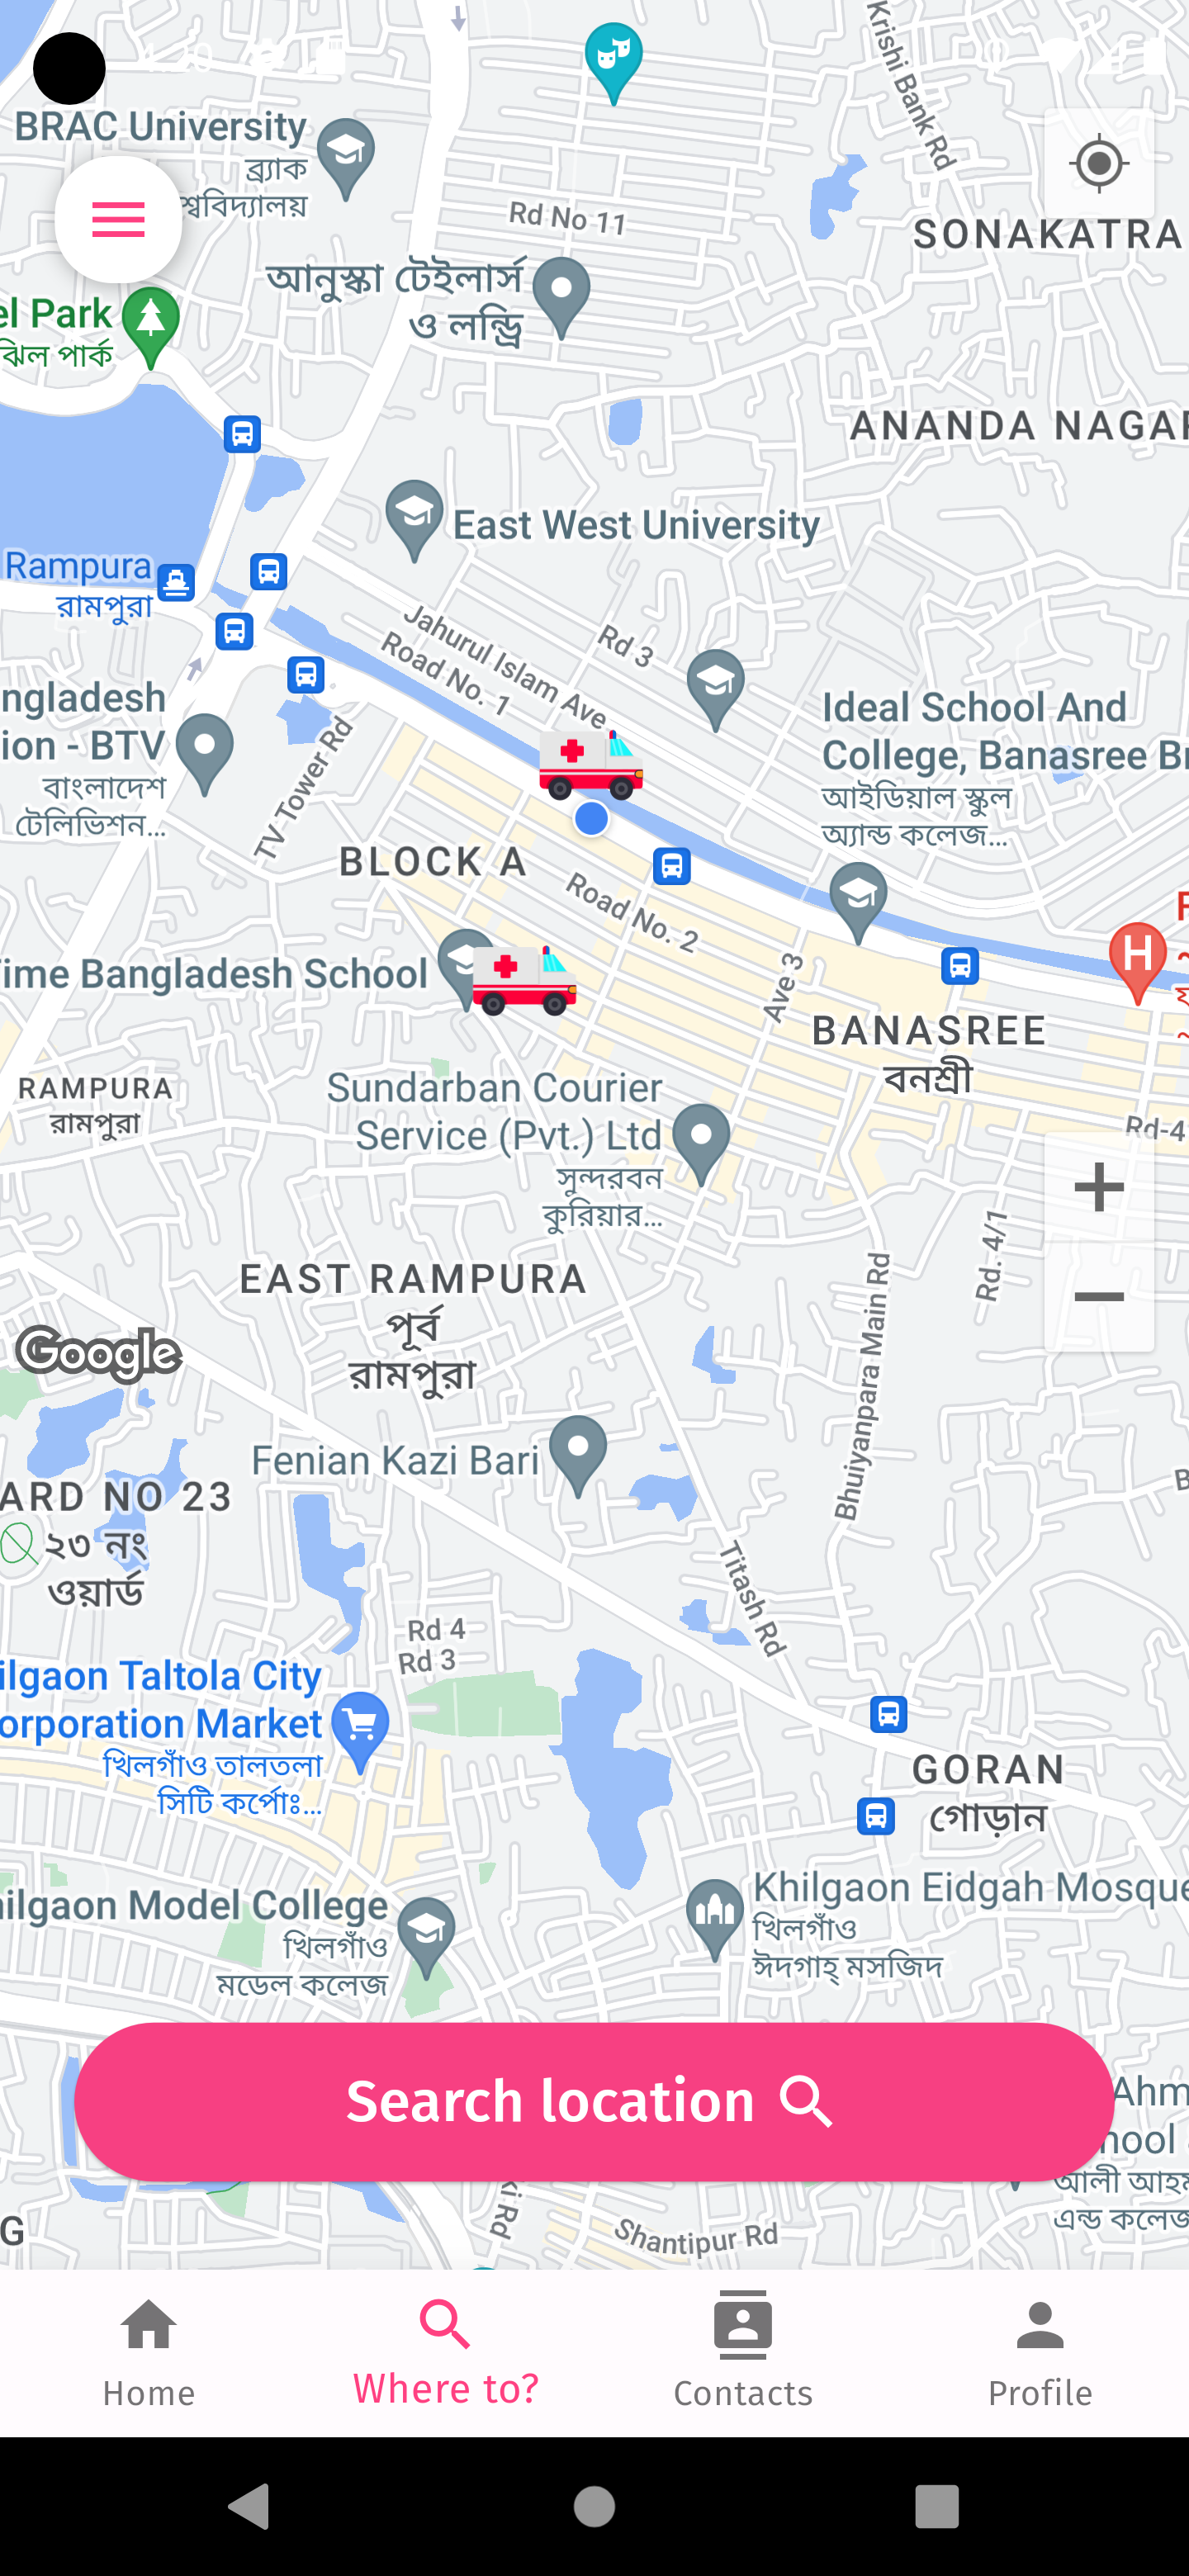 BRAC University
ব্র্যাক
শ্ববিদ্যালয়
Krishi Bank Rd
Rd No 11
SONAKATRA
আনুস্কা টেইলার্স
ও লন্ড্রি
el Park
ঝিল পার্ক
ANANDA NAGAR
East West University
Rampura
রামপুরা
Jahurul Islam Ave
Road No. 1
Rd 3
ngladesh
ion - BTV
বাংলাদেশ
টেলিভিশন...
TV Tower Rd
Ideal School And
College, Banasree Br
আইডিয়াল স্কুল
অ্যান্ড কলেজ...
BLOCK A
Road No. 2
H
ime Bangladesh School
Ave 3
BANASREE
বনশ্রী
RAMPURA
রামপুরা
Sundarban Courier
Service (Pvt.) Ltd
সুন্দরবন
কুরিয়ার...
Rd-4
Rd. 4/1
EAST RAMPURA
পূর্ব
রামপুরা
Google
Bhuiyanpara Main Rd
Fenian Kazi Bari
ARD NO 23
২৩ নং
ওয়ার্ড
Titash Rd
Rd 4
Rd 3
ilgaon Taltola City
orporation Market
খিলগাঁও তালতলা
সিটি কর্পোঃ...
GORAN
গোড়ান
ilgaon Model College
খিলগাঁও
মডেল কলেজ
Khilgaon Eidgah Mosque
খিলগাঁও
ঈদগাহ্ মসজিদ
Search location
Ahm
hool
আলী আহম
এন্ড কলেজ
G
ki Rd
Shantipur Rd
Home
Where to?
Contacts
Profile